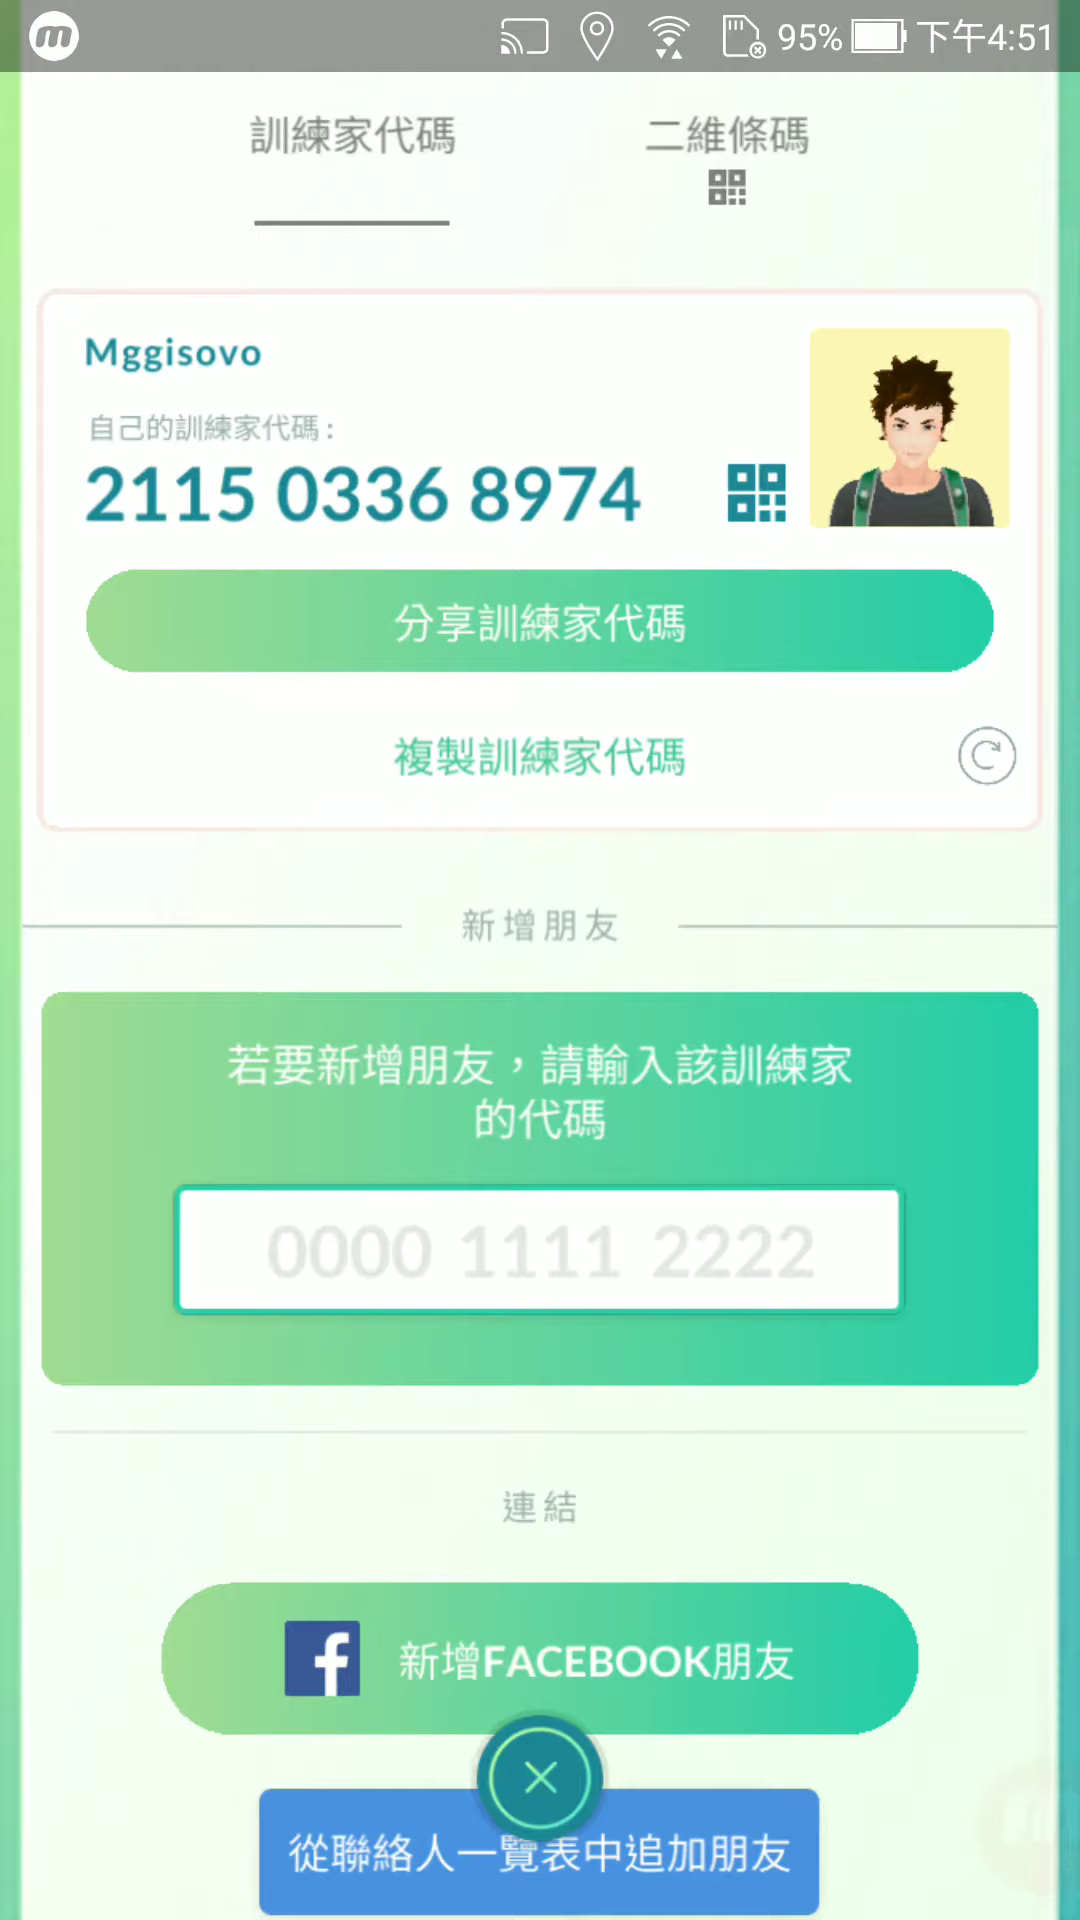 95% 下午4:51
訓練家代碼
二維條碼
Mggisovo
自己的訓練家代碼：
2115 0336 8974
分享訓練家代碼
複製訓練家代碼
新增朋友
若要新增朋友，請輸入該訓練家
的代碼
0000 1111 2222
連結
新增FACEBOOK朋友
從聯絡人一覽表中追加朋友